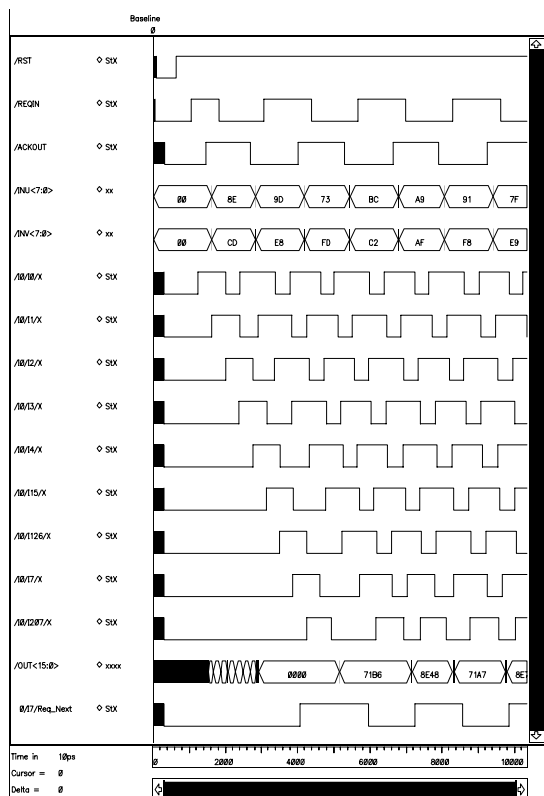 Baseline
0
/RST StX
/REQIN StX
/ACKOUT StX
/INU<7:0> xx 00 8E 9D 73 BC A9 91 7F
/INV<7:0> xx 00 CD E8 FD C2 AF F8 E9
/I0/I0/X StX
/I0/I1/X StX
/I0/I2/X StX
/I0/I3/X StX
/I0/I4/X StX
/I0/I15/X StX
/I0/I126/X StX
/I0/I7/X StX
/I0/I207/X StX
/OUT<15:0> xxxx 0000 71B6 8E48 71A7 8E7
0/I7/Req_Next StX
Time in 10ps 0 2000 4000 6000 8000 10000
Cursor = 0
Delta = 0